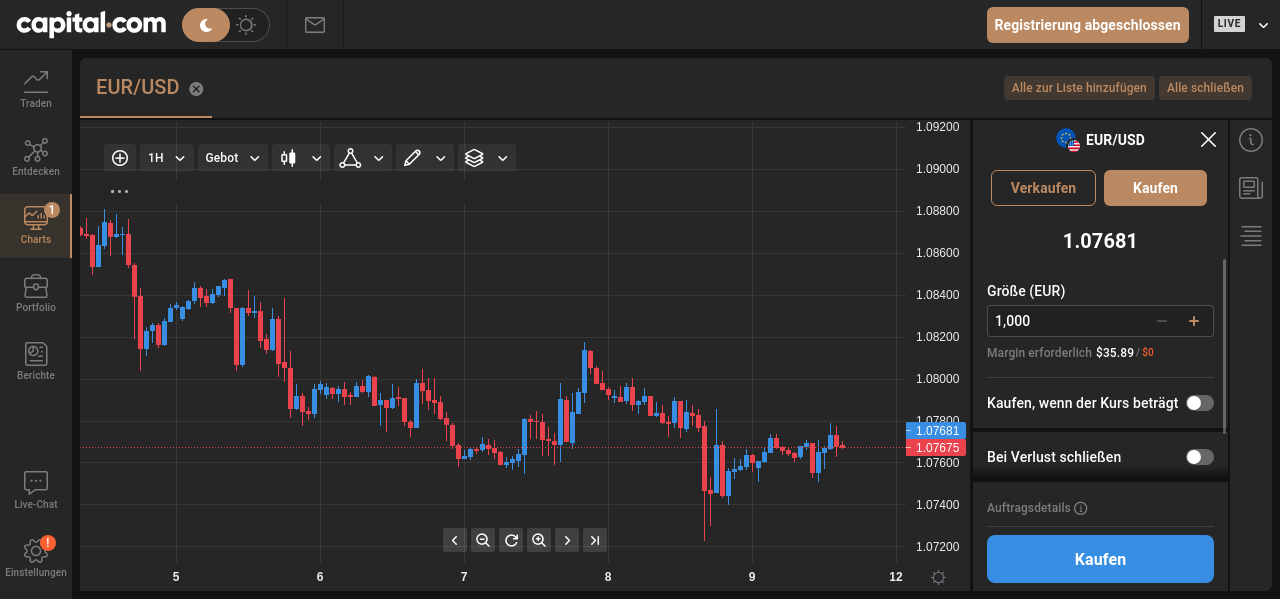 capital.com
Registrierung abgeschlossen
LIVE
EUR/USD
Alle zur Liste hinzufügen
Alle schließen
Traden
Entdecken
1
Charts
Portfolio
Berichte
Live-Chat
!
Einstellungen
1H
Gebot
1.09200
1.09000
1.08800
1.08600
1.08400
1.08200
1.08000
1.07800
1.07681
1.07675
1.07600
1.07400
1.07200
5 6 7 8 9 12
EUR/USD
Verkaufen
Kaufen
1.07681
Größe (EUR)
1,000
Margin erforderlich $35.89 / $0
Kaufen, wenn der Kurs beträgt
Bei Verlust schließen
Auftragsdetails
Kaufen